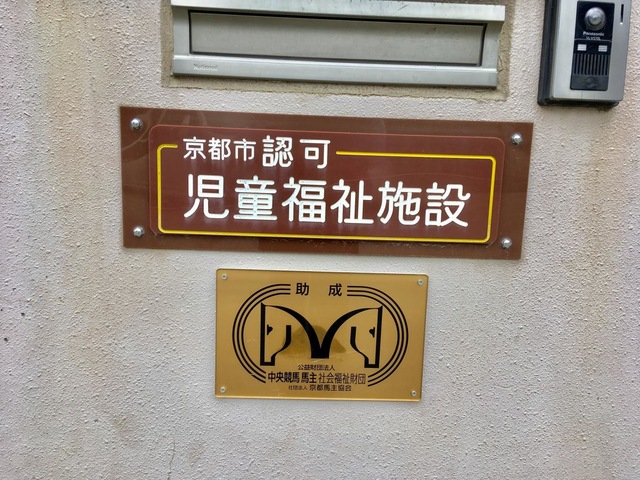 National
Panasonic
京都市認可
児童福祉施設
助成
公益財団法人
中央競馬馬主社会福祉財団
社団法人 京都馬主協会